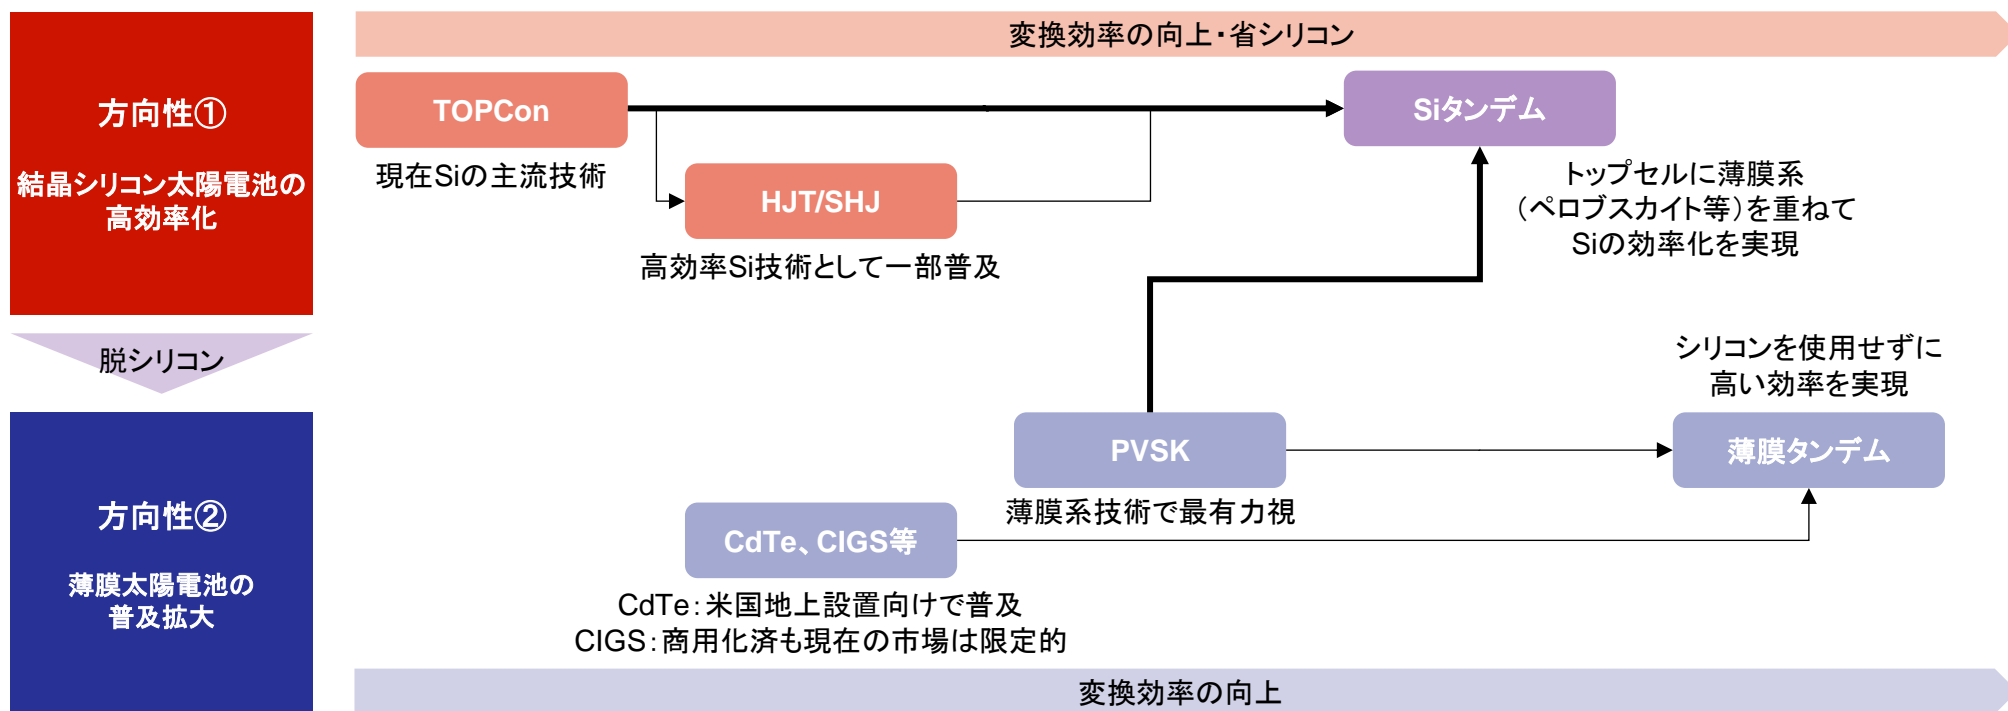 変換効率の向上・省シリコン
方向性①
結晶シリコン太陽電池の
高効率化
TOPCon
現在Siの主流技術
HJT/SHJ
高効率Si技術として一部普及
Siタンデム
トップセルに薄膜系
（ペロブスカイト等）を重ねて
Siの効率化を実現
脱シリコン
方向性②
薄膜太陽電池の
普及拡大
PVSK
薄膜系技術で最有力視
シリコンを使用せずに
高い効率を実現
薄膜タンデム
CdTe、CIGS等
CdTe：米国地上設置向けで普及
CIGS：商用化済も現在の市場は限定的
変換効率の向上